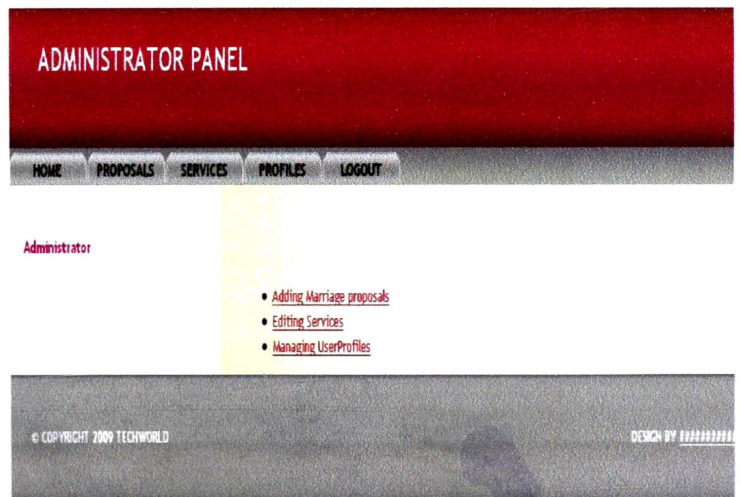 ADMINISTRATOR PANEL
HOME PROPOSALS SERVICES PROFILES LOGOUT
Administrator
• Adding Marriage proposals
• Editing Services
• Managing UserProfiles
© COPYRIGHT 2009 TECHWORLD
DESIGN BY ##########